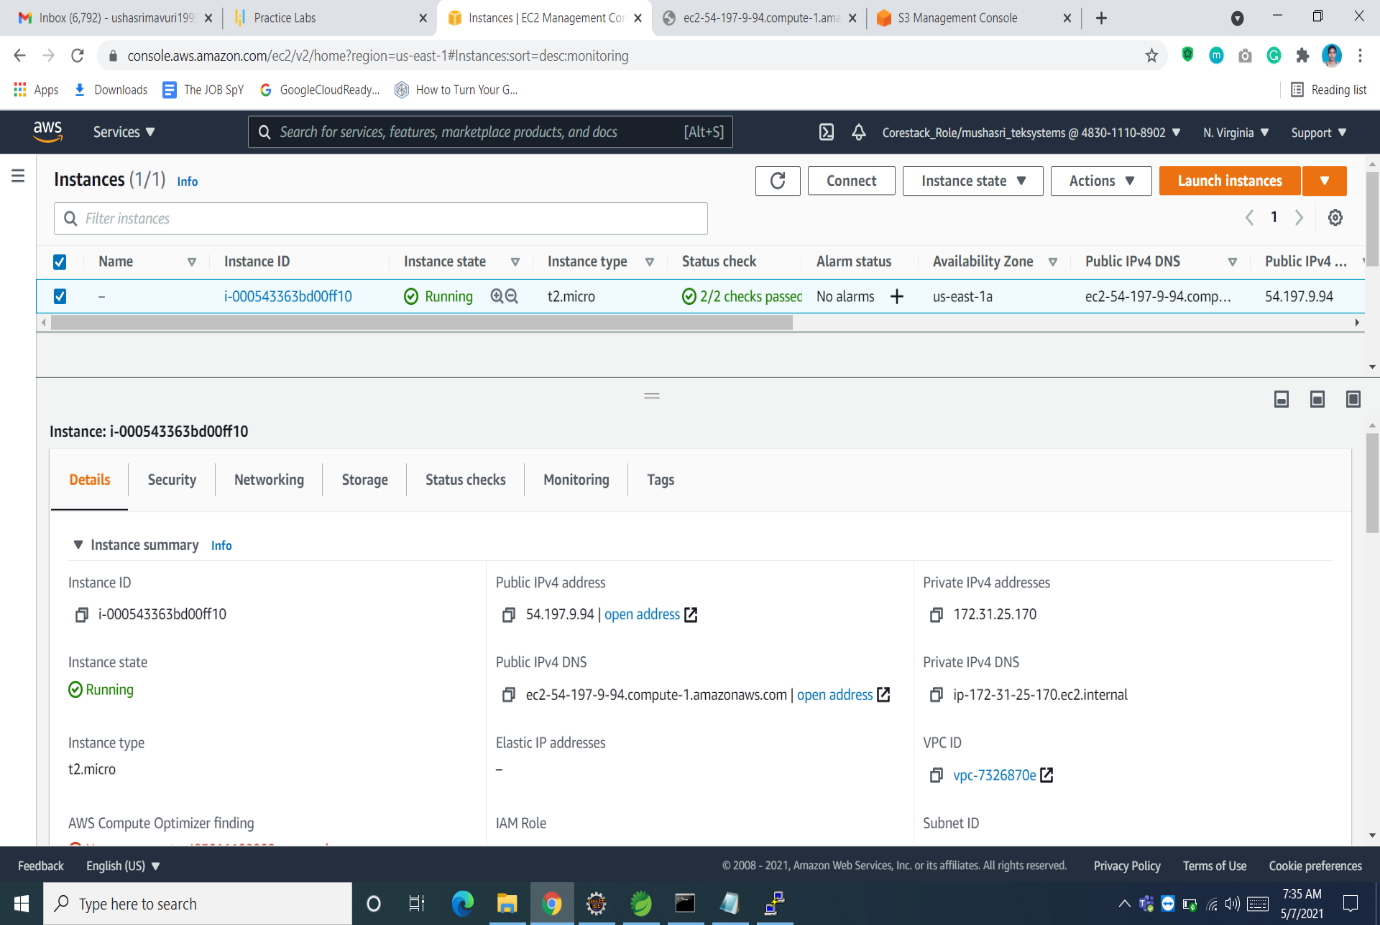 Inbox (6,792) - ushasrimavuri199
Practice Labs
Instances | EC2 Management Con
ec2-54-197-9-94.compute-1.ama
S3 Management Console
console.aws.amazon.com/ec2/v2/home?region=us-east-1#Instances:sort=desc:monitoring
Apps
Downloads
The JOB SpY
GoogleCloudReady...
How to Turn Your G...
Reading list
aws
Services
Search for services, features, marketplace products, and docs
[Alt+S]
Corestack_Role/mushasri_teksystems @ 4830-1110-8902
N. Virginia
Support
Instances (1/1) Info
Connect
Instance state
Actions
Launch instances
Filter instances
1
Name
Instance ID
Instance state
Instance type
Status check
Alarm status
Availability Zone
Public IPv4 DNS
Public IPv4 ...
–
i-000543363bd00ff10
Running
t2.micro
2/2 checks passed
No alarms
us-east-1a
ec2-54-197-9-94.comp...
54.197.9.94
Instance: i-000543363bd00ff10
Details
Security
Networking
Storage
Status checks
Monitoring
Tags
Instance summary Info
Instance ID
Public IPv4 address
Private IPv4 addresses
i-000543363bd00ff10
54.197.9.94 | open address
172.31.25.170
Instance state
Public IPv4 DNS
Private IPv4 DNS
Running
ec2-54-197-9-94.compute-1.amazonaws.com | open address
ip-172-31-25-170.ec2.internal
Instance type
Elastic IP addresses
VPC ID
t2.micro
–
vpc-7326870e
AWS Compute Optimizer finding
IAM Role
Subnet ID
Feedback
English (US)
© 2008 - 2021, Amazon Web Services, Inc. or its affiliates. All rights reserved.
Privacy Policy
Terms of Use
Cookie preferences
Type here to search
7:35 AM
5/7/2021